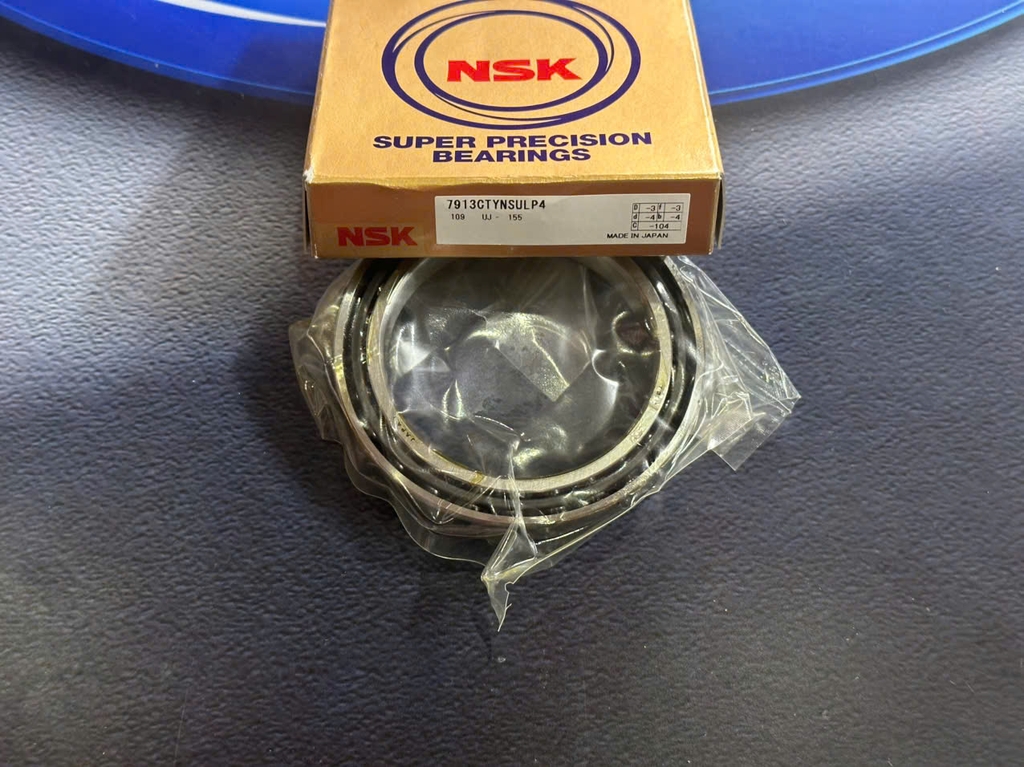 NSK
SUPER PRECISION
BEARINGS
7913CTYNSULP4
109 UJ - 155
D -3 f -3
d -4 b -4
C -104
MADE IN JAPAN
NSK